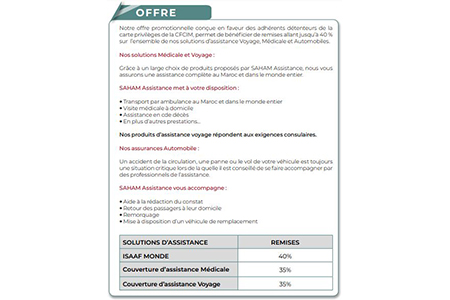 OFFRE
Notre offre promotionnelle conçue en faveur des adhérents détenteurs de la
carte privilèges de la CFCIM, permet de bénéficier de remises allant jusqu'à 40 %
sur l'ensemble de nos solutions d'assistance Voyage, Médicale et Automobiles.
Nos solutions Médicale et Voyage :
Grâce à un large choix de produits proposés par SAHAM Assistance, nous vous
assurons une assistance complète au Maroc et dans le monde entier.
SAHAM Assistance met à votre disposition :
• Transport par ambulance au Maroc et dans le monde entier
• Visite médicale à domicile
• Assistance en cde décès
• En plus d'autres prestations...
Nos produits d'assistance voyage répondent aux exigences consulaires.
Nos assurances Automobile :
Un accident de la circulation, une panne ou le vol de votre véhicule est toujours
une situation critique lors de la quelle il est conseillé de se faire accompagner par
des professionnels de l'assistance.
SAHAM Assistance vous accompagne :
• Aide à la rédaction du constat
• Retour des passagers à leur domicile
• Remorquage
• Mise à disposition d'un véhicule de remplacement
SOLUTIONS D'ASSISTANCE REMISES
ISAAF MONDE 40%
Couverture d'assistance Médicale 35%
Couverture d'assistance Voyage 35%